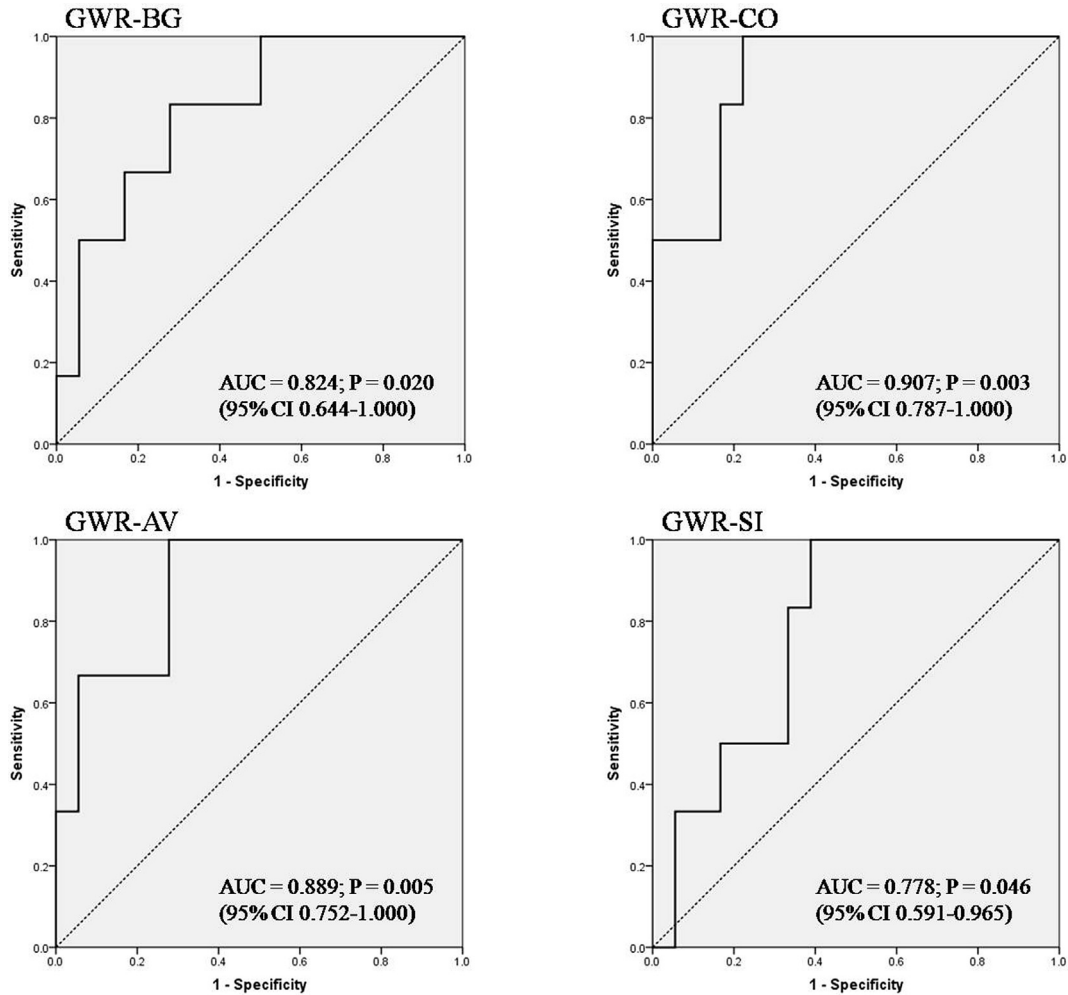 GWR-BG
1.0
0.8
0.6
0.4
0.2
0.0
Sensitivity
AUC = 0.824; P = 0.020
(95% CI 0.644-1.000)
0.0 0.2 0.4 0.6 0.8 1.0
1 - Specificity
GWR-CO
1.0
0.8
0.6
0.4
0.2
0.0
Sensitivity
AUC = 0.907; P = 0.003
(95% CI 0.787-1.000)
0.0 0.2 0.4 0.6 0.8 1.0
1 - Specificity
GWR-AV
1.0
0.8
0.6
0.4
0.2
0.0
Sensitivity
AUC = 0.889; P = 0.005
(95% CI 0.752-1.000)
0.0 0.2 0.4 0.6 0.8 1.0
1 - Specificity
GWR-SI
1.0
0.8
0.6
0.4
0.2
0.0
Sensitivity
AUC = 0.778; P = 0.046
(95% CI 0.591-0.965)
0.0 0.2 0.4 0.6 0.8 1.0
1 - Specificity